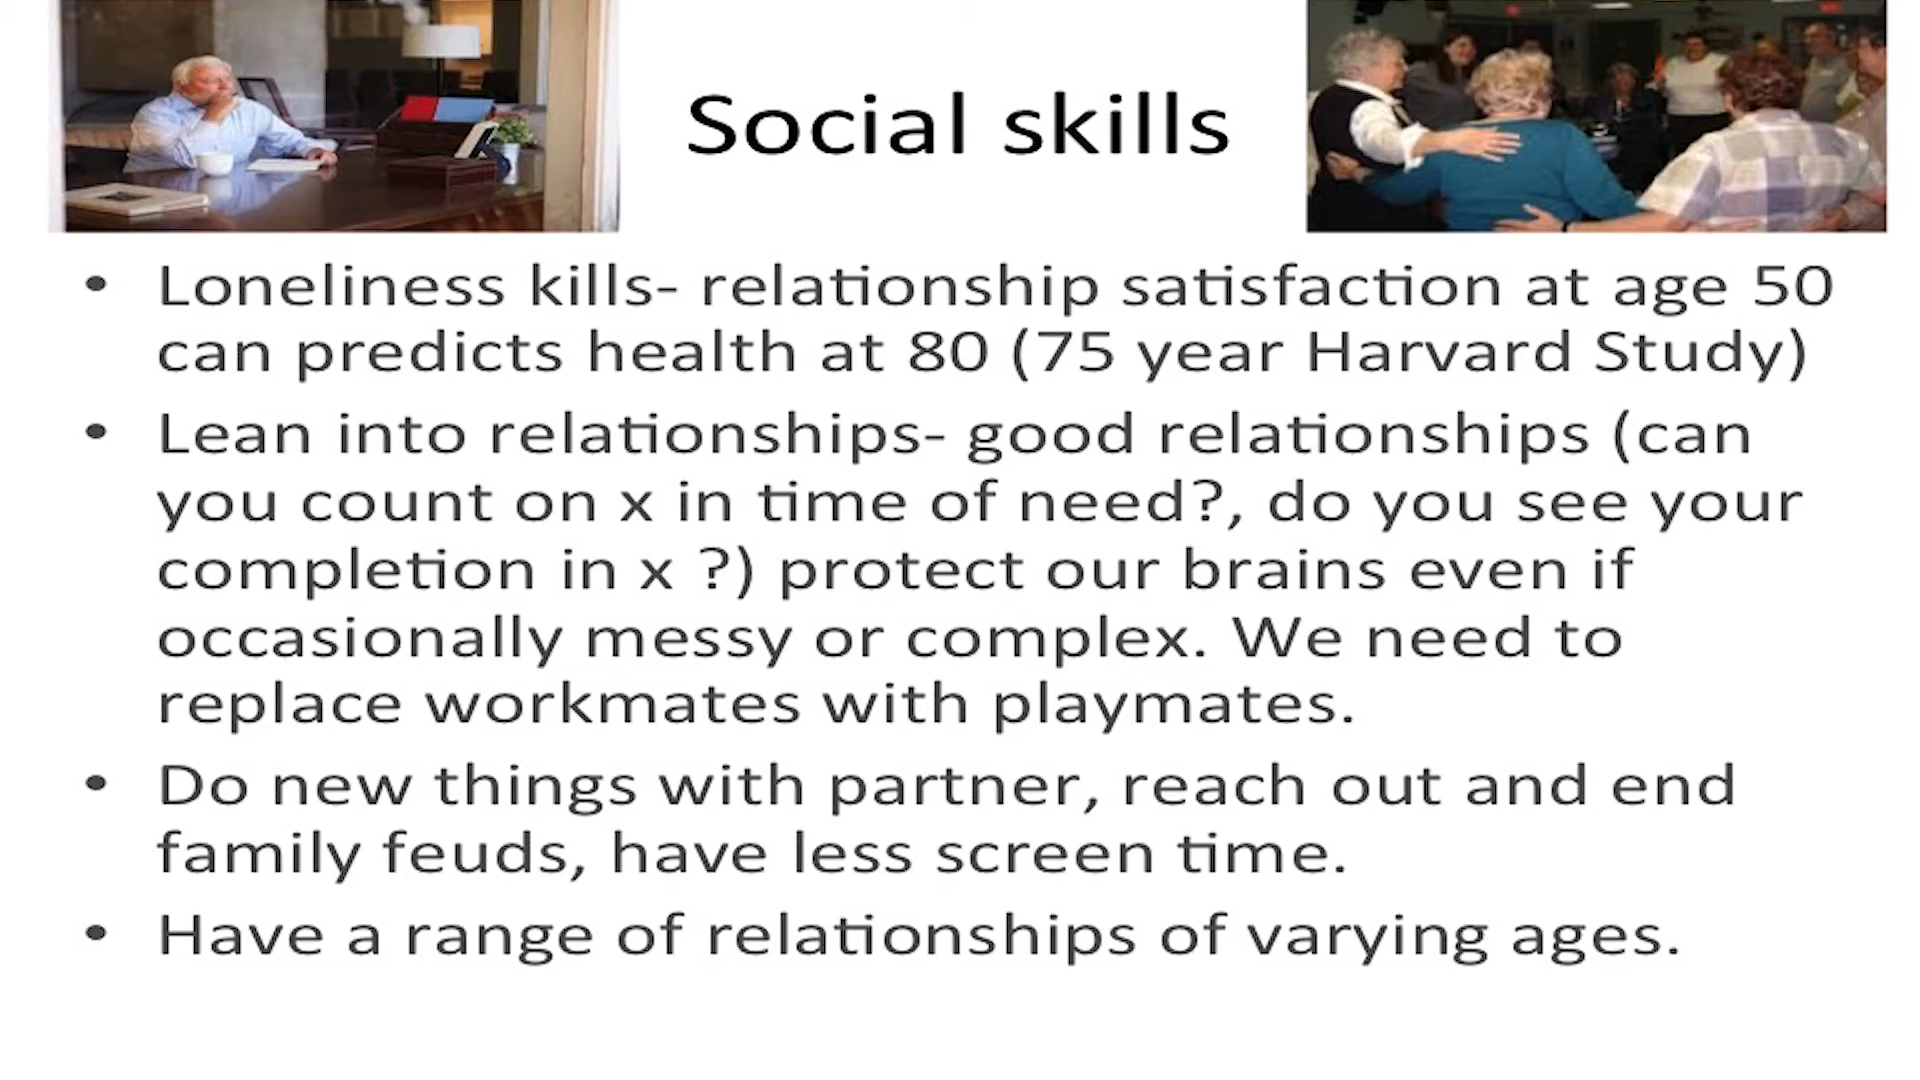 Social skills
• Loneliness kills- relationship satisfaction at age 50
can predicts health at 80 (75 year Harvard Study)
• Lean into relationships- good relationships (can
you count on x in time of need?, do you see your
completion in x ?) protect our brains even if
occasionally messy or complex. We need to
replace workmates with playmates.
• Do new things with partner, reach out and end
family feuds, have less screen time.
• Have a range of relationships of varying ages.